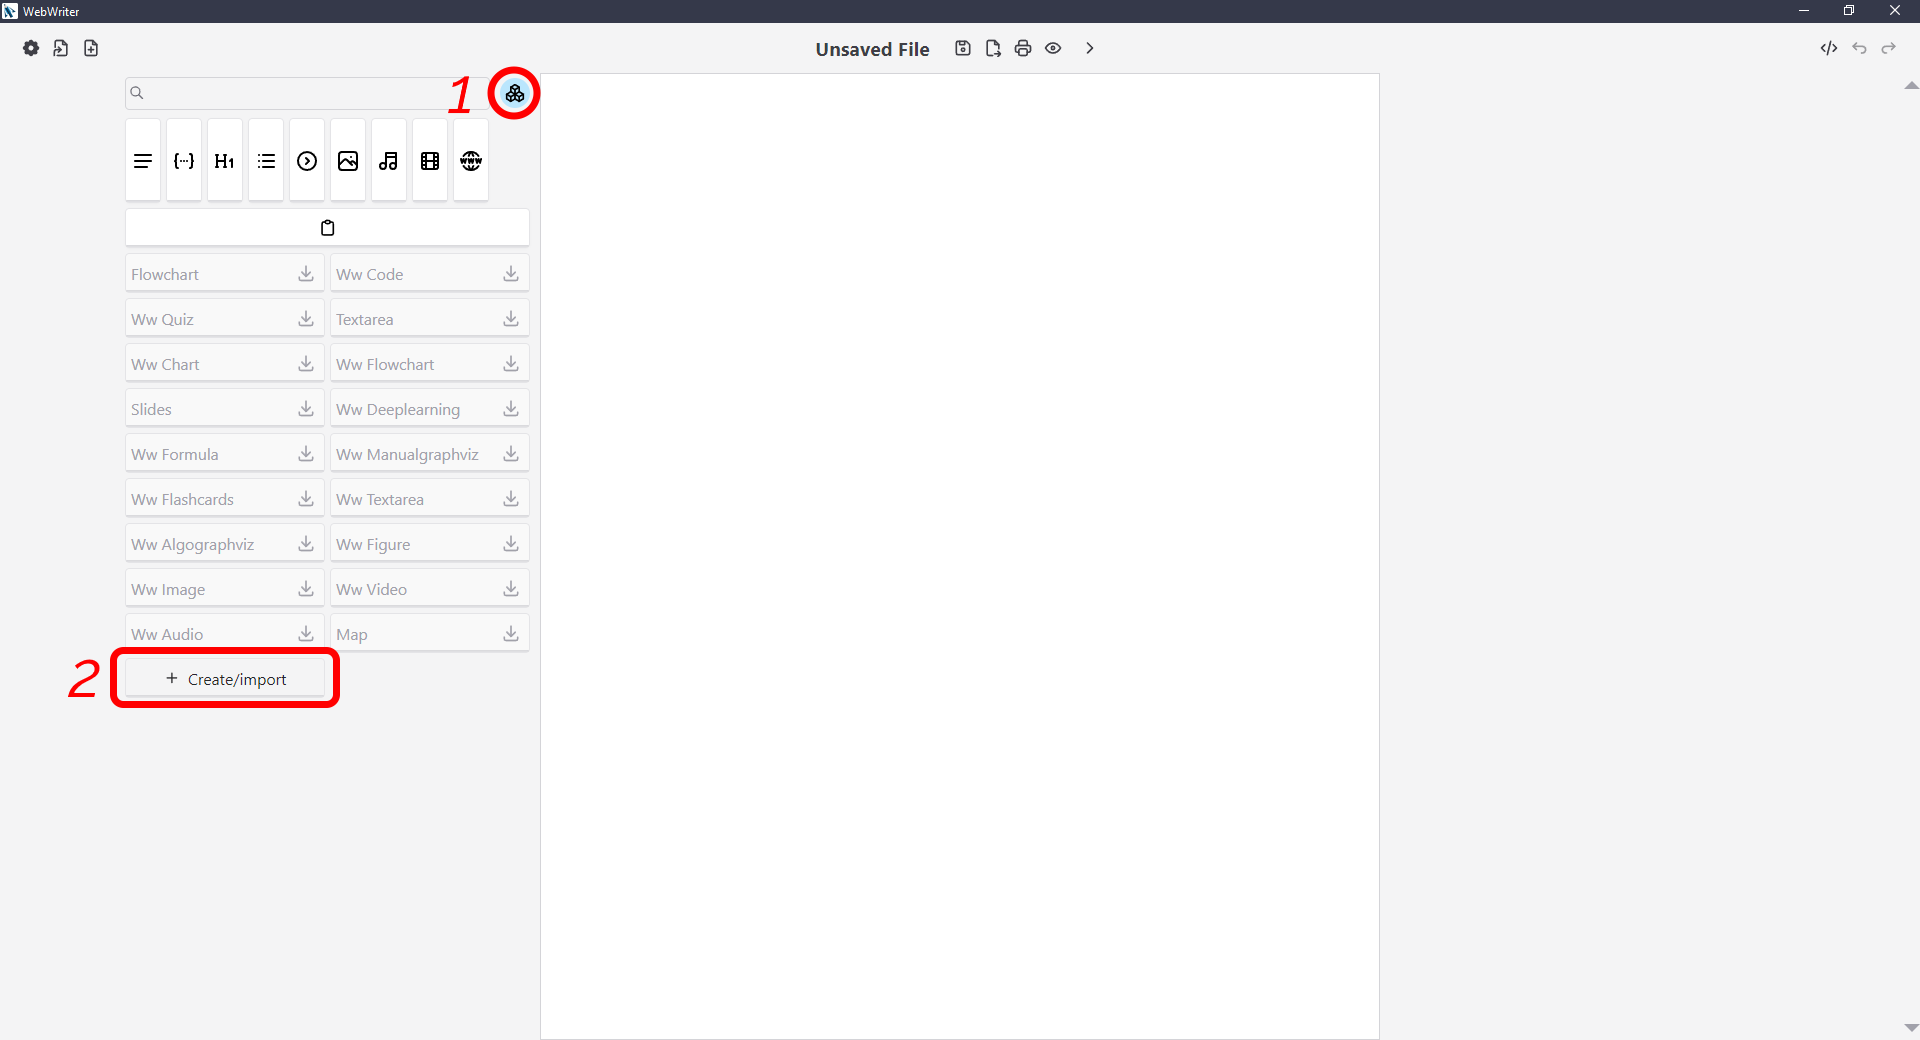 WebWriter
Unsaved File
1
H1
WWW
Flowchart
Ww Code
Ww Quiz
Textarea
Ww Chart
Ww Flowchart
Slides
Ww Deeplearning
Ww Formula
Ww Manualgraphviz
Ww Flashcards
Ww Textarea
Ww Algographviz
Ww Figure
Ww Image
Ww Video
Ww Audio
Map
2
+ Create/import